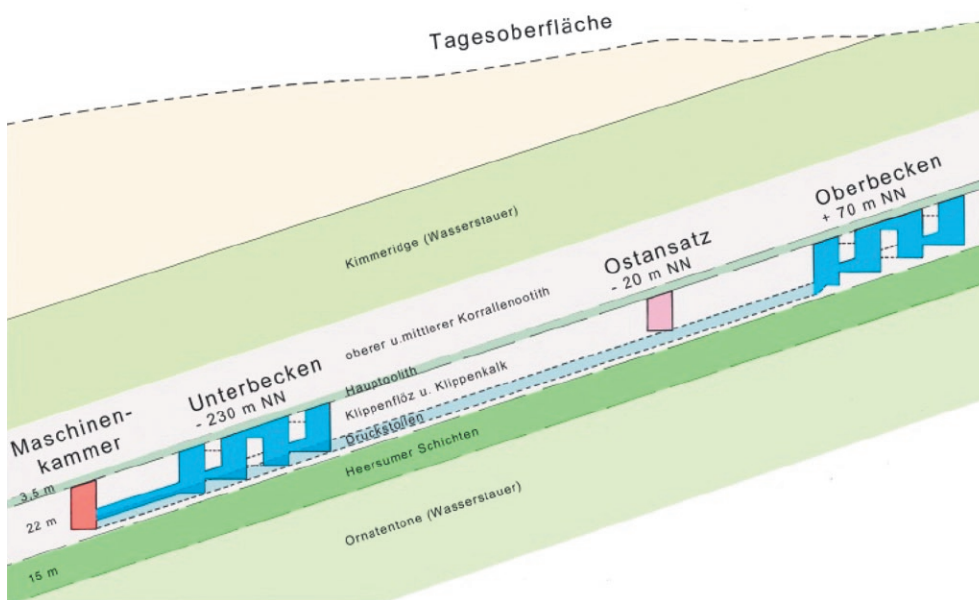 Tagesoberfläche
Kimmeridge (Wasserstauer)
Oberbecken
+ 70 m NN
Ostansatz
- 20 m NN
oberer u.mittlerer Korrallenootith
Unterbecken
- 230 m NN
Hauptoolith
Klippenflöz u. Klippenkalk
Druckstollen
Heersumer Schichten
Maschinen-
kammer
3,5 m
22 m
15 m
Ornatentone (Wasserstauer)